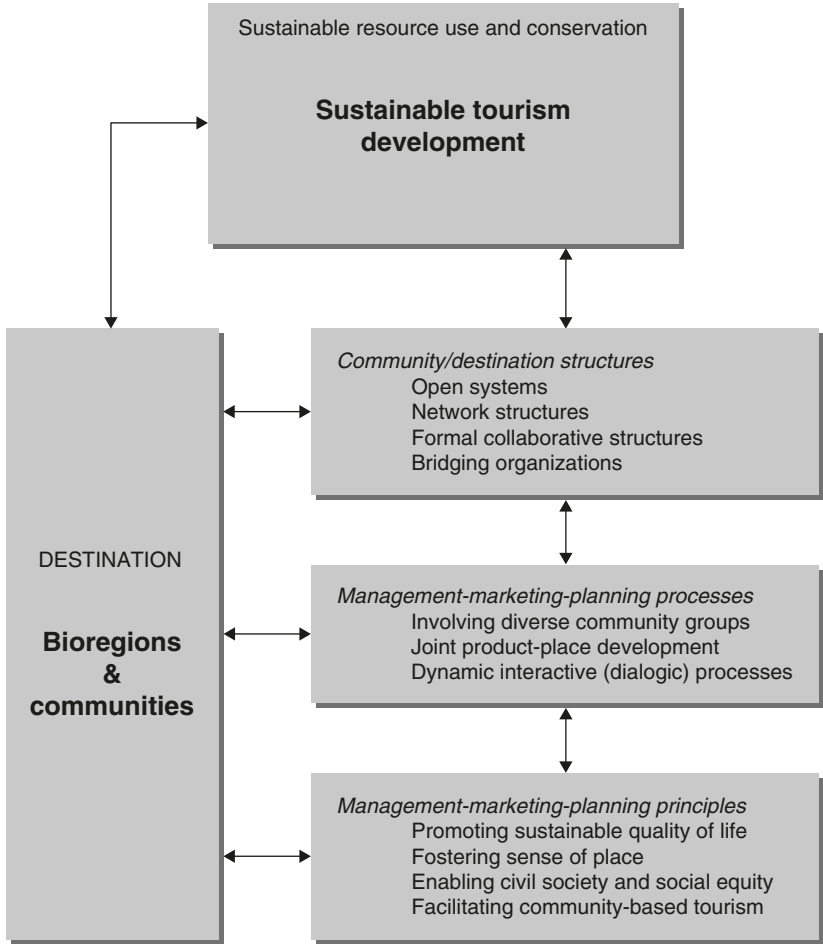 Sustainable resource use and conservation
Sustainable tourism
development
Community/destination structures
Open systems
Network structures
Formal collaborative structures
Bridging organizations
DESTINATION
Bioregions
&
communities
Management-marketing-planning processes
Involving diverse community groups
Joint product-place development
Dynamic interactive (dialogic) processes
Management-marketing-planning principles
Promoting sustainable quality of life
Fostering sense of place
Enabling civil society and social equity
Facilitating community-based tourism